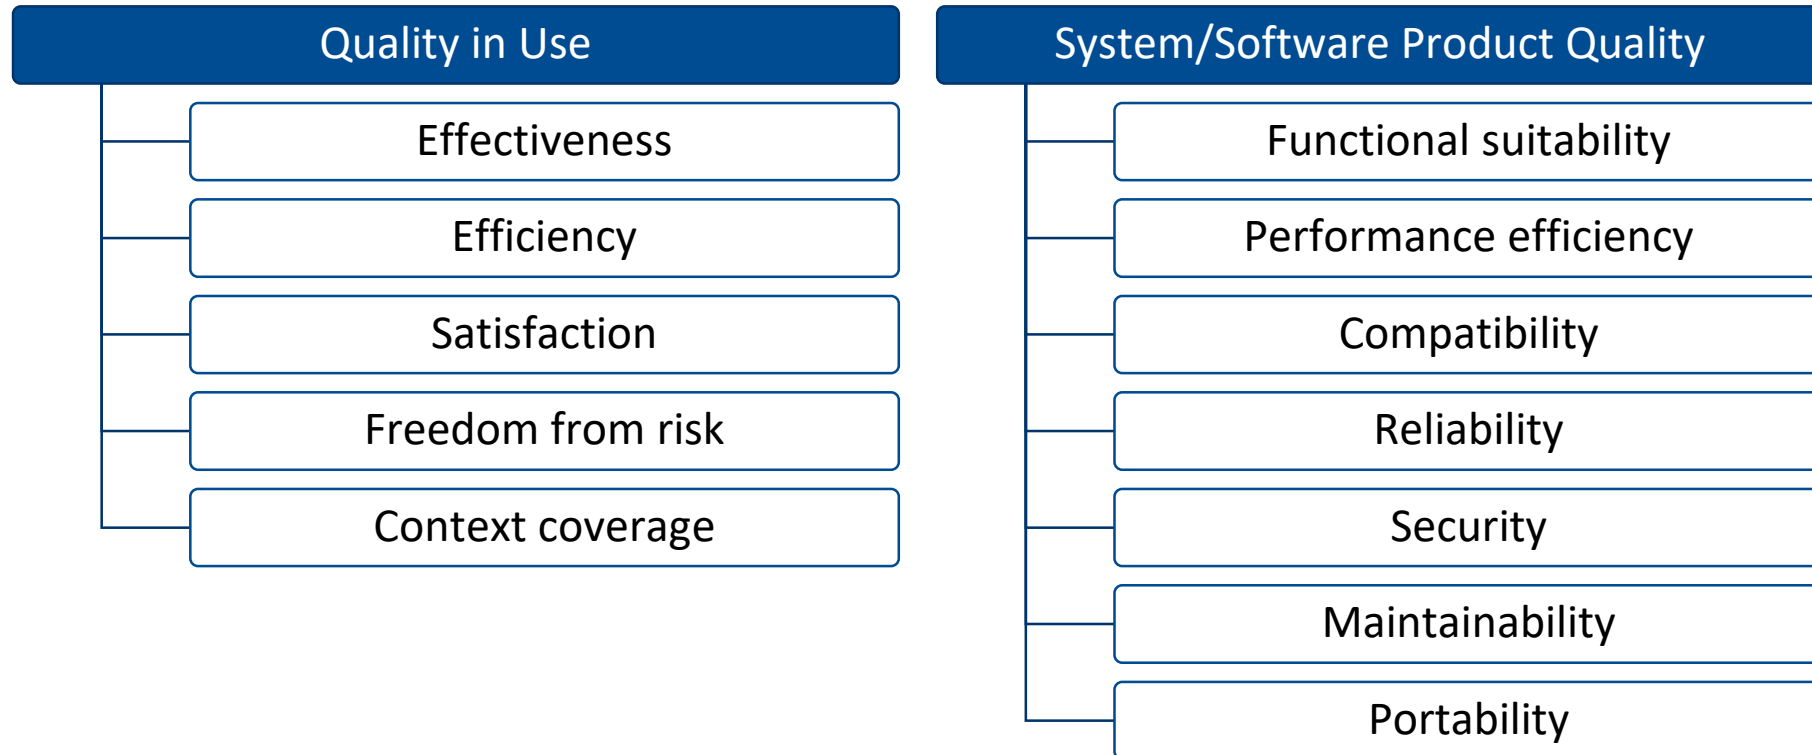 Quality in Use
Effectiveness
Efficiency
Satisfaction
Freedom from risk
Context coverage
System/Software Product Quality
Functional suitability
Performance efficiency
Compatibility
Reliability
Security
Maintainability
Portability